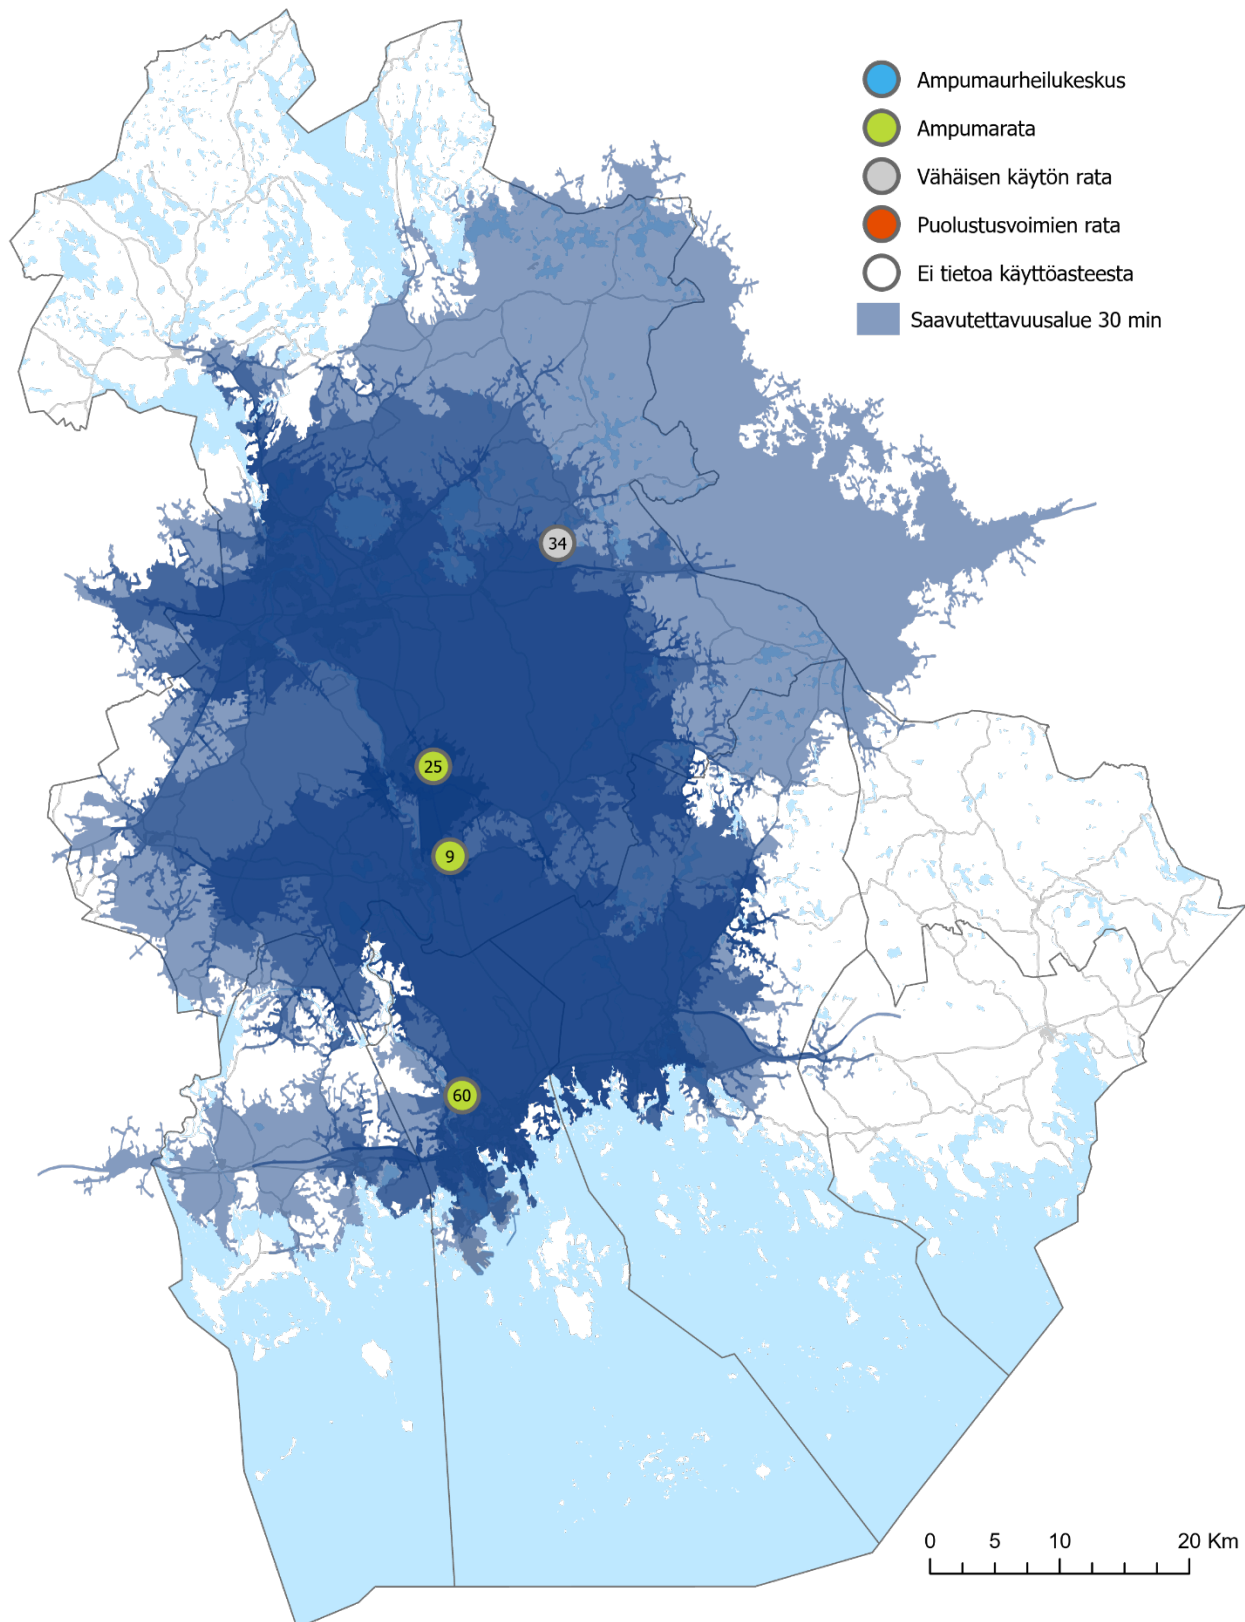 Ampumaurheilukeskus
Ampumarata
Vähäisen käytön rata
Puolustusvoimien rata
Ei tietoa käyttöasteesta
Saavutettavuusalue 30 min
34
25
9
60
0 5 10 20 Km